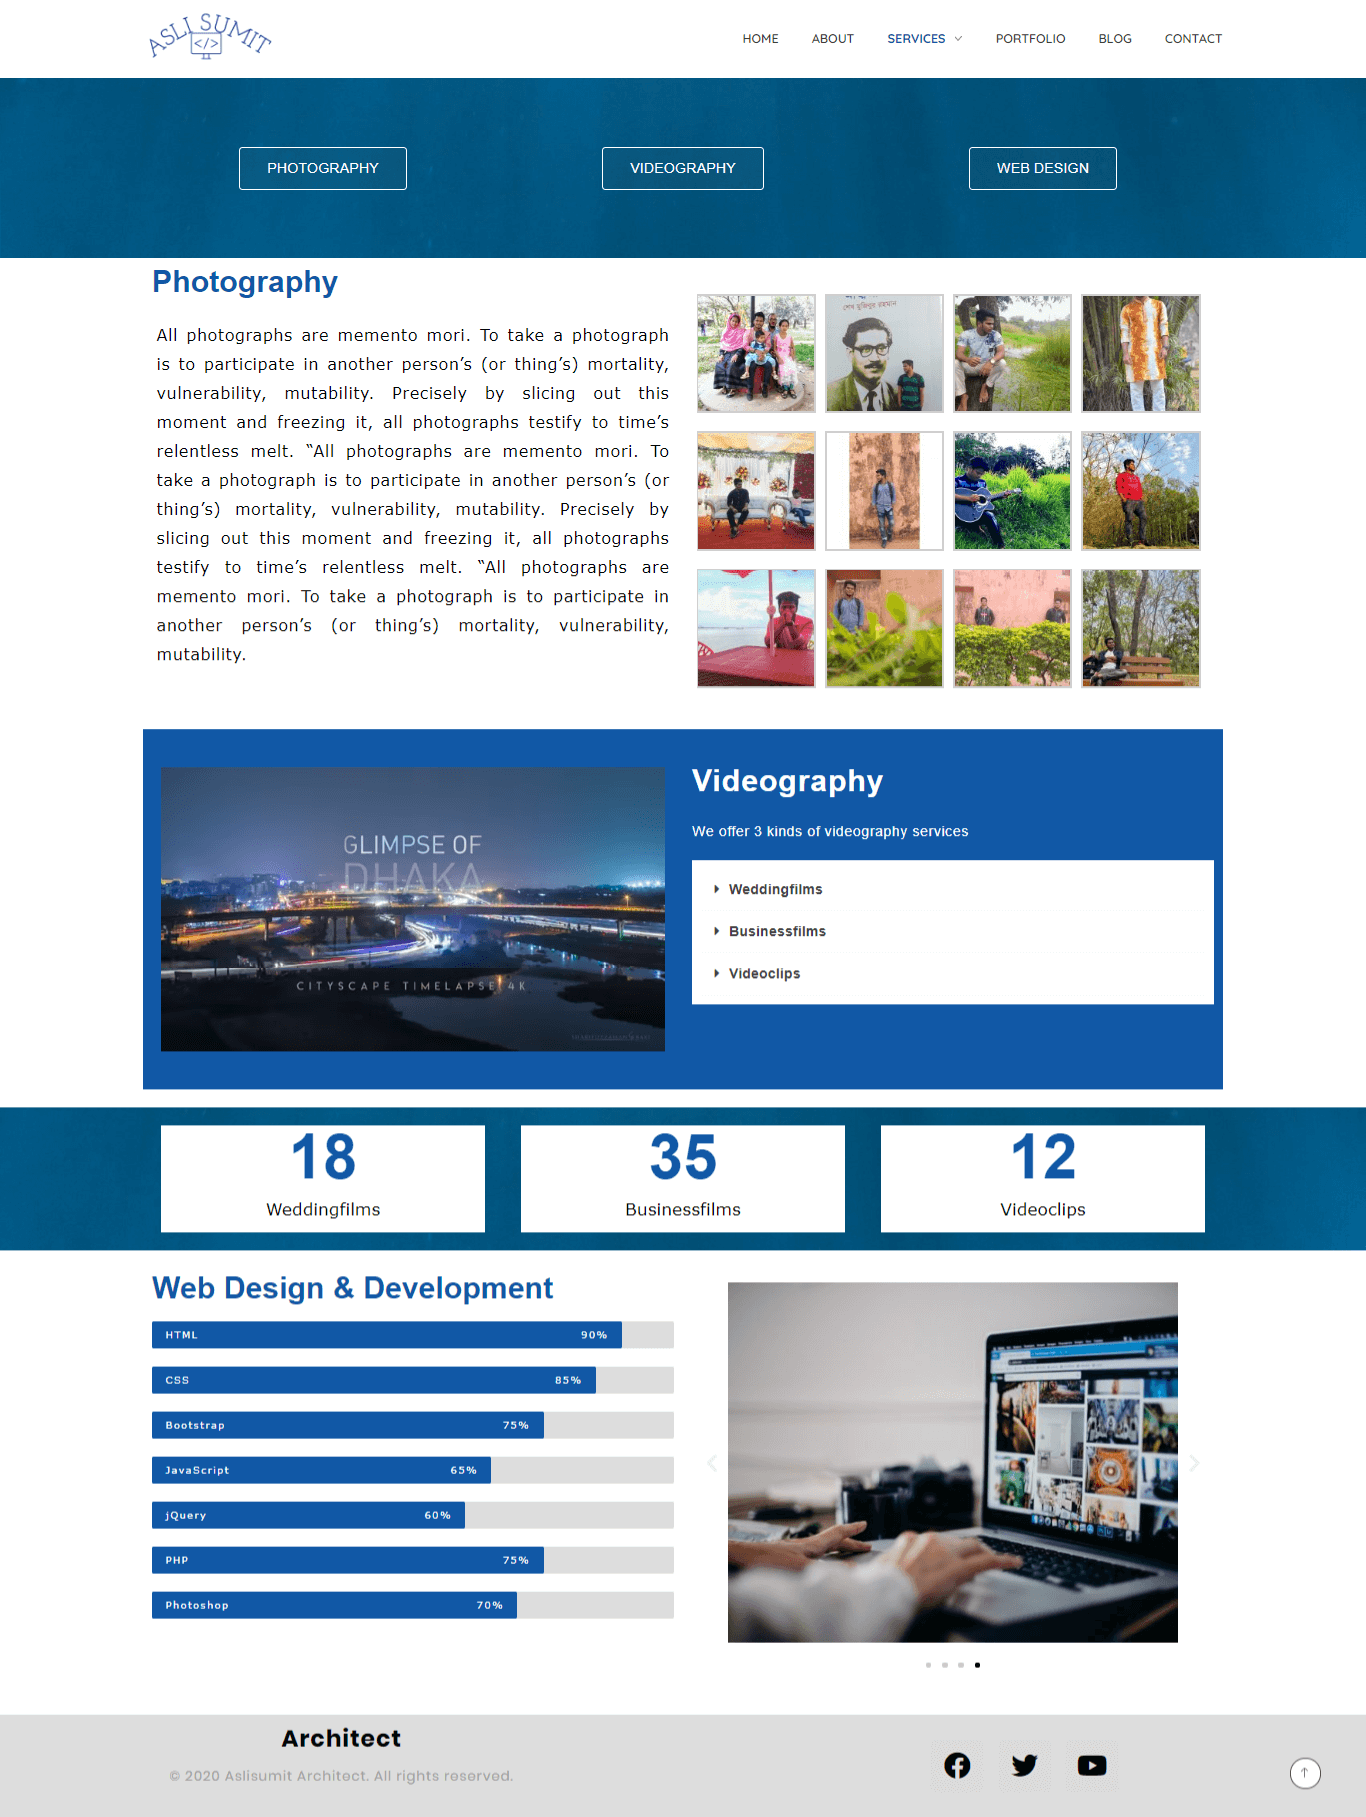 ASLI SUMIT
</>
HOME
ABOUT
SERVICES
PORTFOLIO
BLOG
CONTACT
PHOTOGRAPHY
VIDEOGRAPHY
WEB DESIGN
Photography
All photographs are memento mori. To take a photograph
is to participate in another person’s (or thing’s) mortality,
vulnerability, mutability. Precisely by slicing out this
moment and freezing it, all photographs testify to time’s
relentless melt. “All photographs are memento mori. To
take a photograph is to participate in another person’s (or
thing’s) mortality, vulnerability, mutability. Precisely by
slicing out this moment and freezing it, all photographs
testify to time’s relentless melt. “All photographs are
memento mori. To take a photograph is to participate in
another person’s (or thing’s) mortality, vulnerability,
mutability.
শেখ মুজিবুর রহমান
GLIMPSE OF
DHAKA
CITYSCAPE TIMELAPSE 4K
Videography
We offer 3 kinds of videography services
Weddingfilms
Businessfilms
Videoclips
18
Weddingfilms
35
Businessfilms
12
Videoclips
Web Design & Development
HTML 90%
CSS 85%
Bootstrap 75%
JavaScript 65%
jQuery 60%
PHP 75%
Photoshop 70%
Architect
© 2020 Aslisumit Architect. All rights reserved.